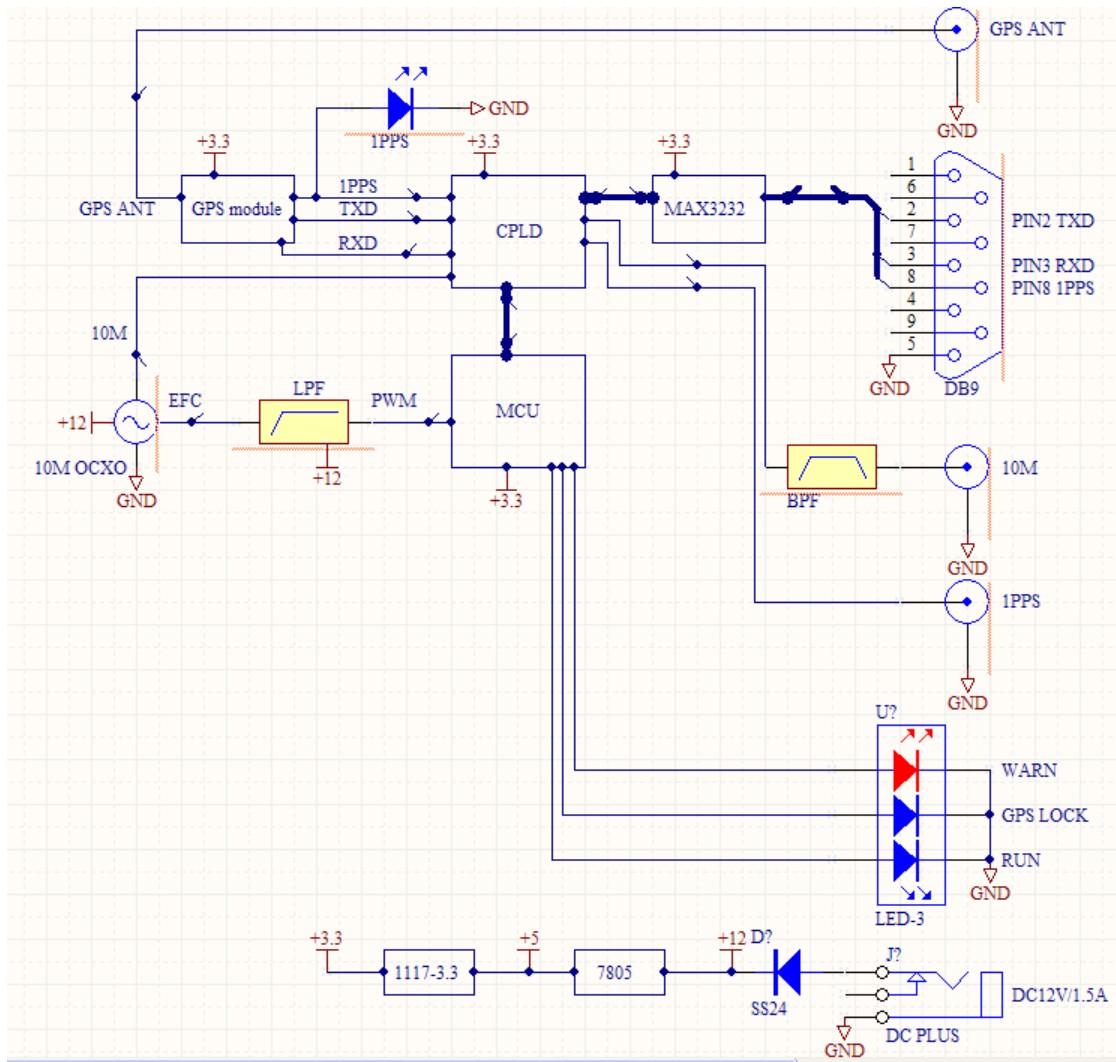 GPS ANT
GND
GND
1PPS
+3.3
+3.3
+3.3
GPS ANT
GPS module
1PPS
TXD
RXD
CPLD
MAX3232
1
6
2
7
3
8
4
9
5
PIN2 TXD
PIN3 RXD
PIN8 1PPS
GND
DB9
10M
+12
EFC
LPF
PWM
MCU
10M OCXO
GND
+12
+3.3
BPF
10M
GND
1PPS
GND
U?
WARN
GPS LOCK
RUN
GND
LED-3
+3.3
1117-3.3
+5
7805
+12
D?
SS24
J?
DC12V/1.5A
GND
DC PLUS